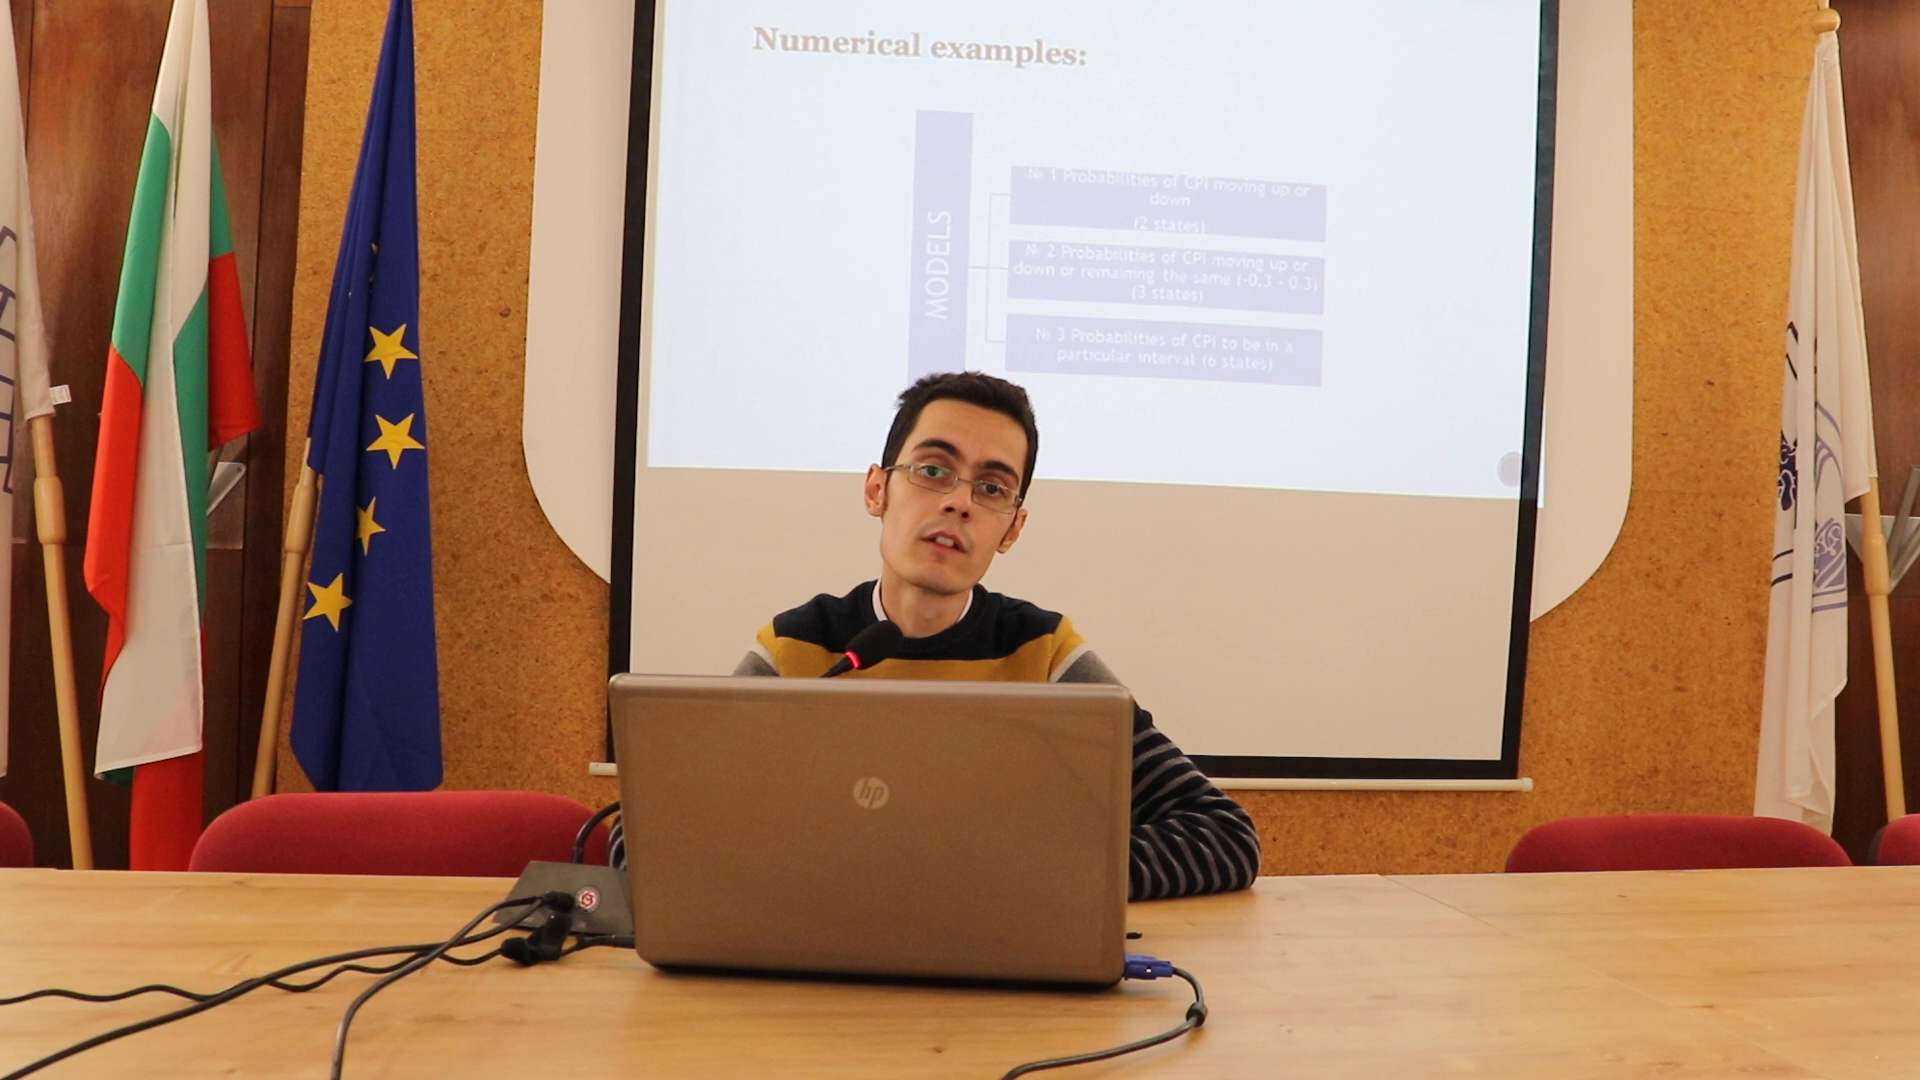 Numerical examples:
MODELS
№ 1 Probabilities of CPI moving up or
down
(2 states)
№ 2 Probabilities of CPI moving up or
down or remaining the same (-0.3 - 0.3)
(3 states)
№ 3 Probabilities of CPI to be in a
particular interval (6 states)
hp